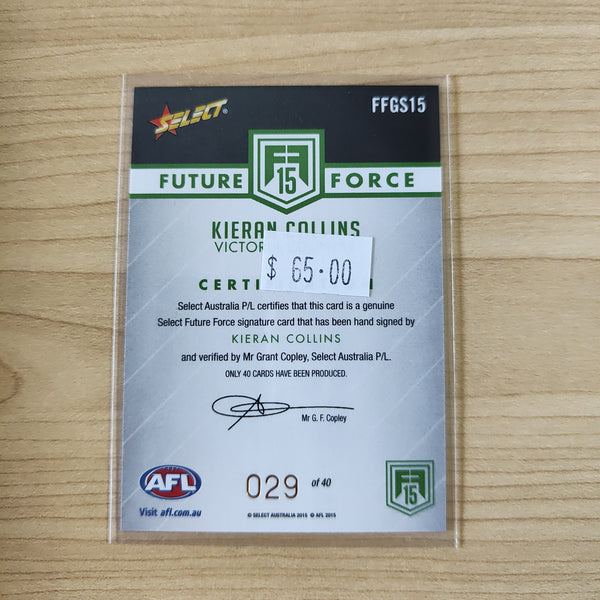 SELECT®
FFGS15
FUTURE FORCE
15
KIERAN COLLINS
VICTOR
$ 65.00
CERTI
Select Australia P/L certifies that this card is a genuine
Select Future Force signature card that has been hand signed by
KIERAN COLLINS
and verified by Mr Grant Copley, Select Australia P/L.
ONLY 40 CARDS HAVE BEEN PRODUCED.
Mr G. F. Copley
AFL
Visit afl.com.au
029 of 40
15
© SELECT AUSTRALIA 2015 © AFL 2015